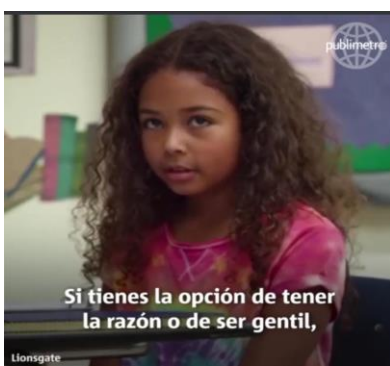 publimetro
Si tienes la opción de tener
la razón o de ser gentil,
Lionsgate